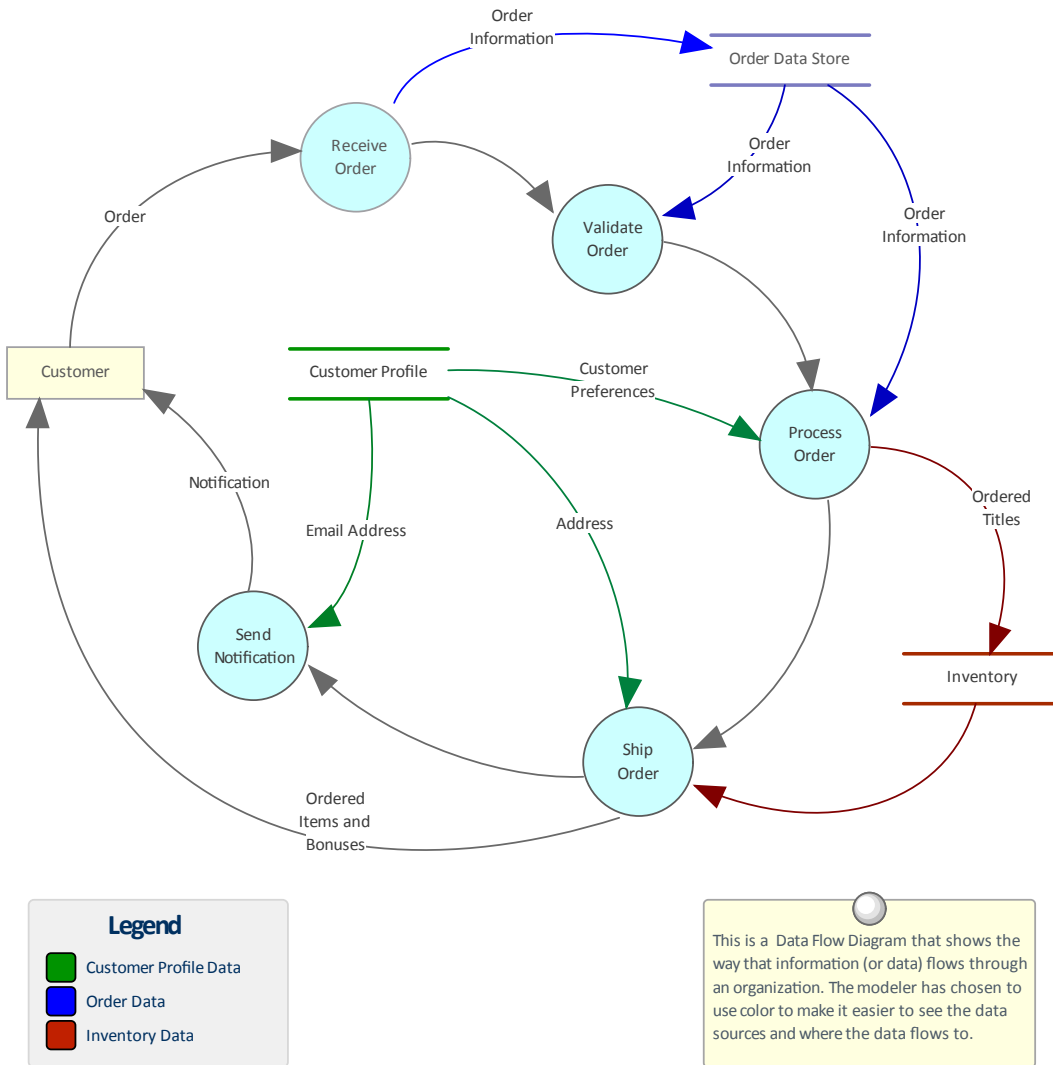 Order
Information
Order Data Store
Receive
Order
Order
Information
Order
Validate
Order
Order
Information
Customer
Customer Profile
Customer
Preferences
Process
Order
Notification
Email Address
Address
Ordered
Titles
Send
Notification
Inventory
Ship
Order
Ordered
Items and
Bonuses
Legend
Customer Profile Data
Order Data
Inventory Data
This is a Data Flow Diagram that shows the
way that information (or data) flows through
an organization. The modeler has chosen to
use color to make it easier to see the data
sources and where the data flows to.